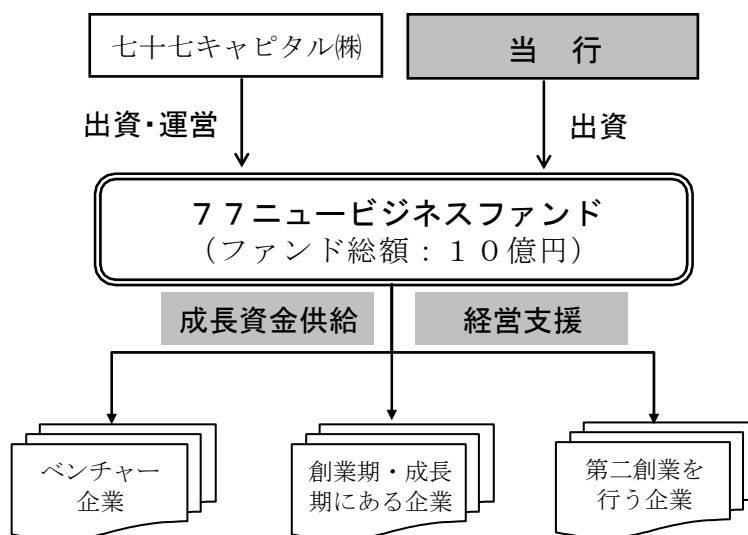 七十七キャピタル㈱
当 行
出資・運営
出資
７７ニュービジネスファンド
（ファンド総額：１０億円）
成長資金供給
経営支援
ベンチャー
企業
創業期・成長
期にある企業
第二創業を
行う企業